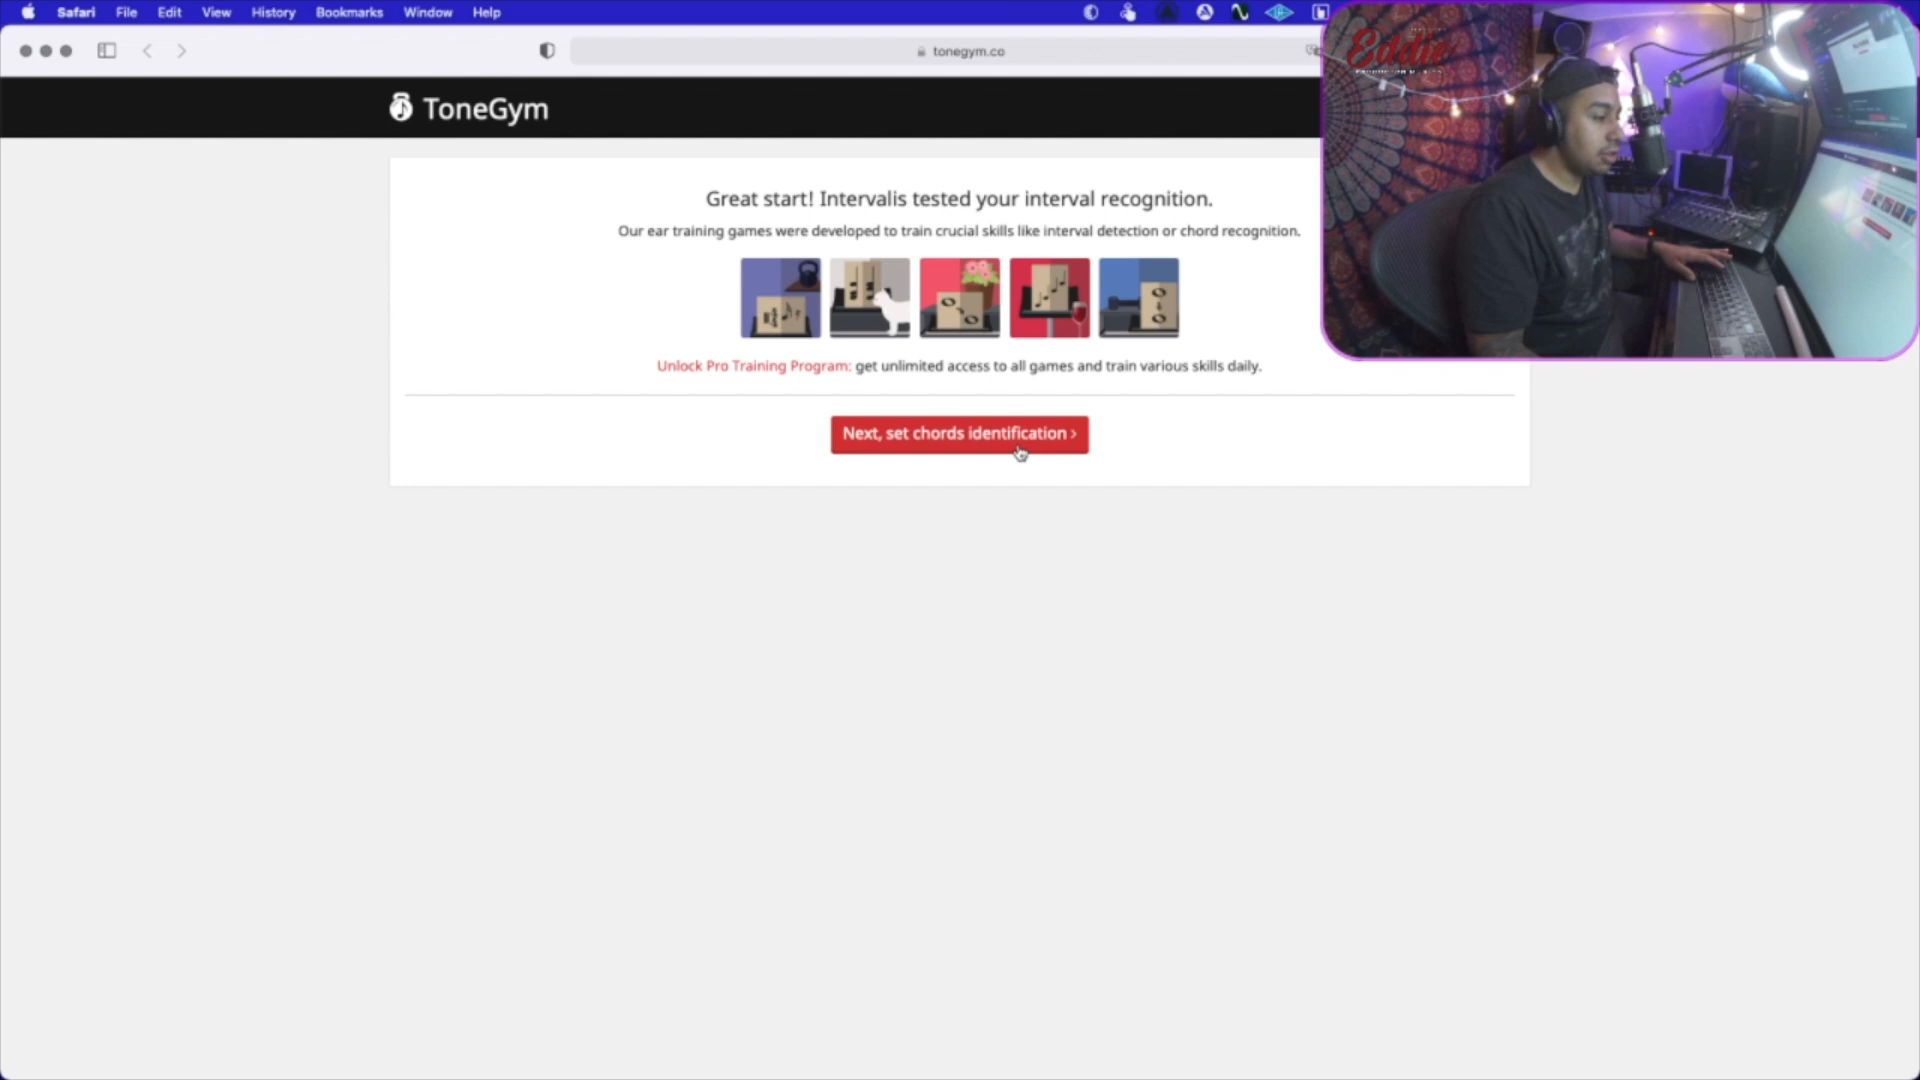 Safari File Edit View History Bookmarks Window Help
tonegym.co
Eddie
ToneGym
Great start! Intervalis tested your interval recognition.
Our ear training games were developed to train crucial skills like interval detection or chord recognition.
Unlock Pro Training Program: get unlimited access to all games and train various skills daily.
Next, set chords identification ›